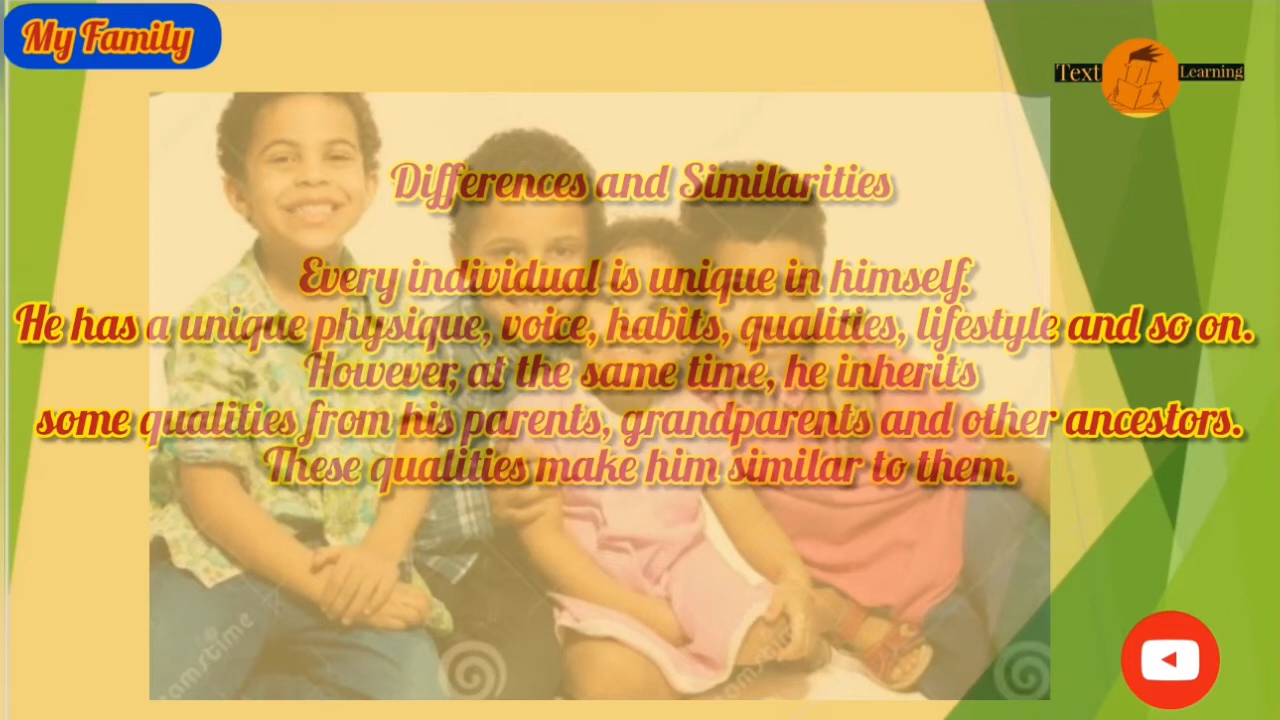 My Family
Text Learning
Differences and Similarities
Every individual is unique in himself.
He has a unique physique, voice, habits, qualities, lifestyle and so on.
However, at the same time, he inherits
some qualities from his parents, grandparents and other ancestors.
These qualities make him similar to them.
amstime
dreamstime